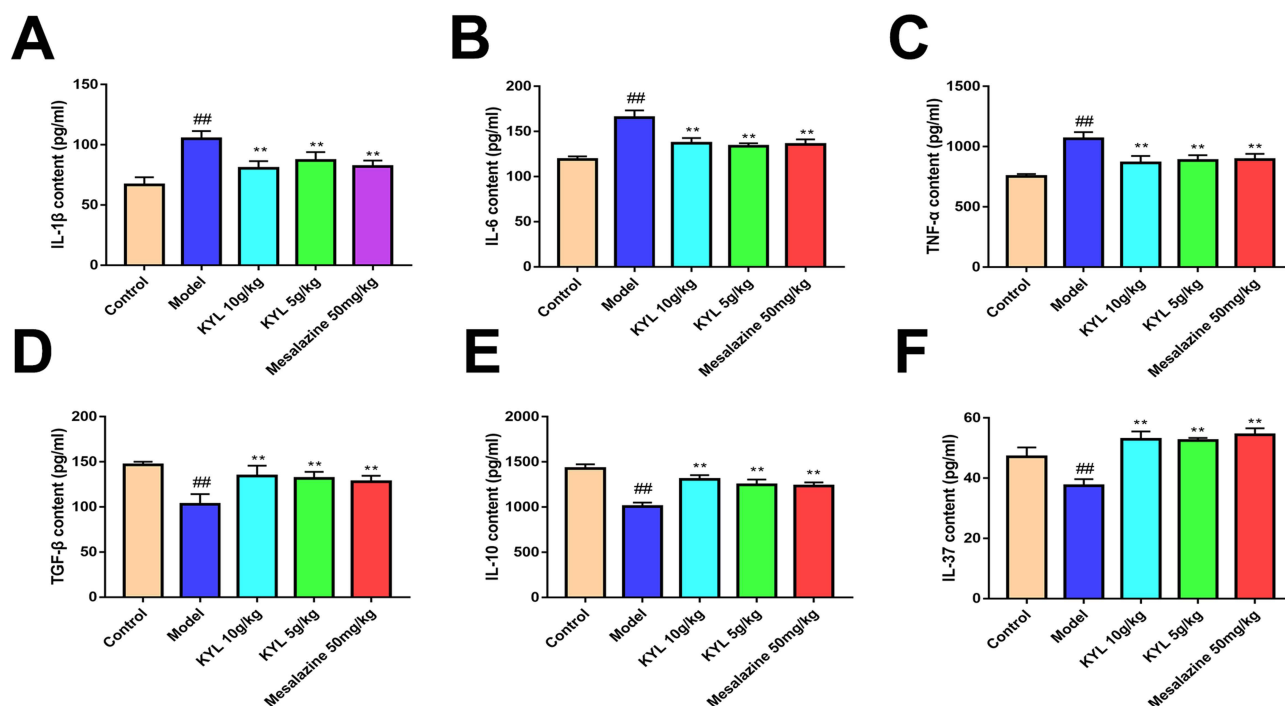 A
IL-1β content (pg/ml)
150
100
50
0
##
**
**
**
Control
Model
KYL 10g/kg
KYL 5g/kg
Mesalazine 50mg/kg
B
IL-6 content (pg/ml)
200
150
100
50
0
##
**
**
**
Control
Model
KYL 10g/kg
KYL 5g/kg
Mesalazine 50mg/kg
C
TNF-α content (pg/ml)
1500
1000
500
0
##
**
**
**
Control
Model
KYL 10g/kg
KYL 5g/kg
Mesalazine 50mg/kg
D
TGF-β content (pg/ml)
200
150
100
50
0
##
**
**
**
Control
Model
KYL 10g/kg
KYL 5g/kg
Mesalazine 50mg/kg
E
IL-10 content (pg/ml)
2000
1500
1000
500
0
##
**
**
**
Control
Model
KYL 10g/kg
KYL 5g/kg
Mesalazine 50mg/kg
F
IL-37 content (pg/ml)
60
40
20
0
##
**
**
**
Control
Model
KYL 10g/kg
KYL 5g/kg
Mesalazine 50mg/kg